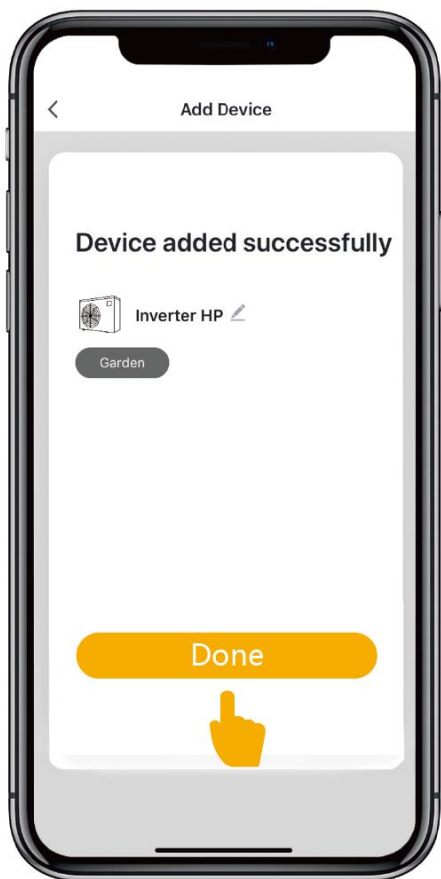 Add Device
Device added successfully
Inverter HP
Garden
Done